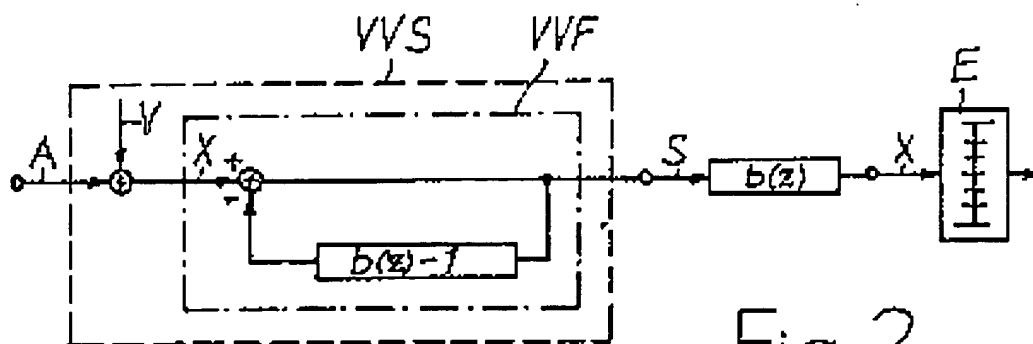 VVS VVF
E
A V X + S b(z) X
-
b(z)-1
Fig. 2